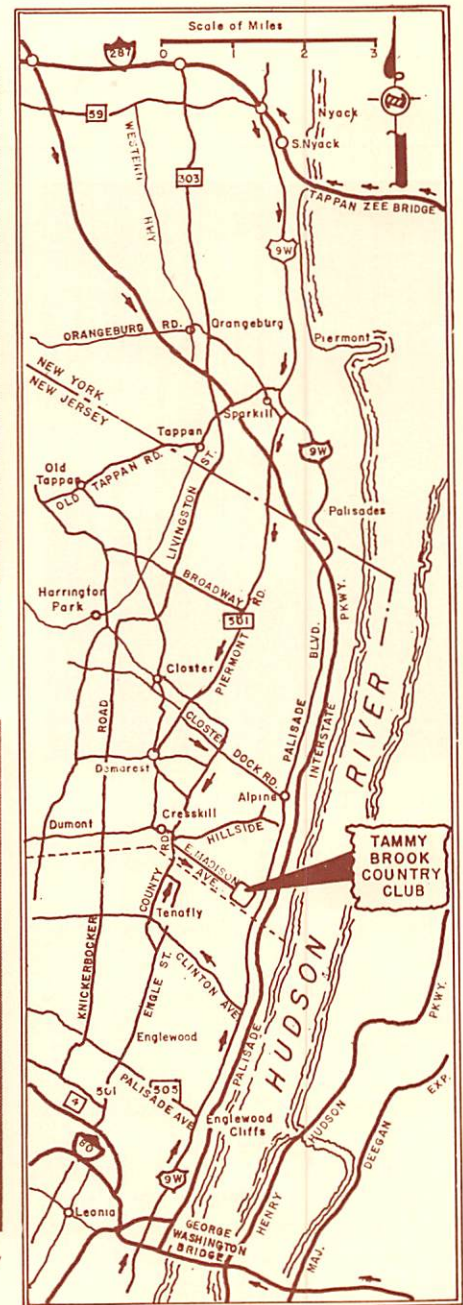 Scale of Miles
0 1 2 3
287
59
WESTERN
HWY
303
Nyack
S.Nyack
TAPPAN ZEE BRIDGE
9W
ORANGEBURG RD.
Orangeburg
Piermont
NEW YORK
NEW JERSEY
Sparkill
Tappan
9W
Old
Tappan
OLD TAPPAN RD.
LIVINGSTON ST.
Palisades
BROADWAY
Harrington
Park
501
PIERMONT RD.
PALISADE BLVD.
INTERSTATE PKWY.
RIVER
Closter
CLOSTER
DOCK RD.
ROAD
Demarest
Alpine
Cresskill
Dumont
HILLSIDE
E. MADISON
AVE.
TAMMY
BROOK
COUNTRY
CLUB
COUNTY RD.
Tenafly
KNICKERBOCKER
ENGLE ST.
CLINTON AVE.
HUDSON
PALISADE
Englewood
PKWY.
4
501
505
PALISADE AVE.
Englewood
Cliffs
HUDSON
HENRY
EXP.
DEEGAN
MAJ.
80
9W
Leonia
GEORGE
WASHINGTON
BRIDGE